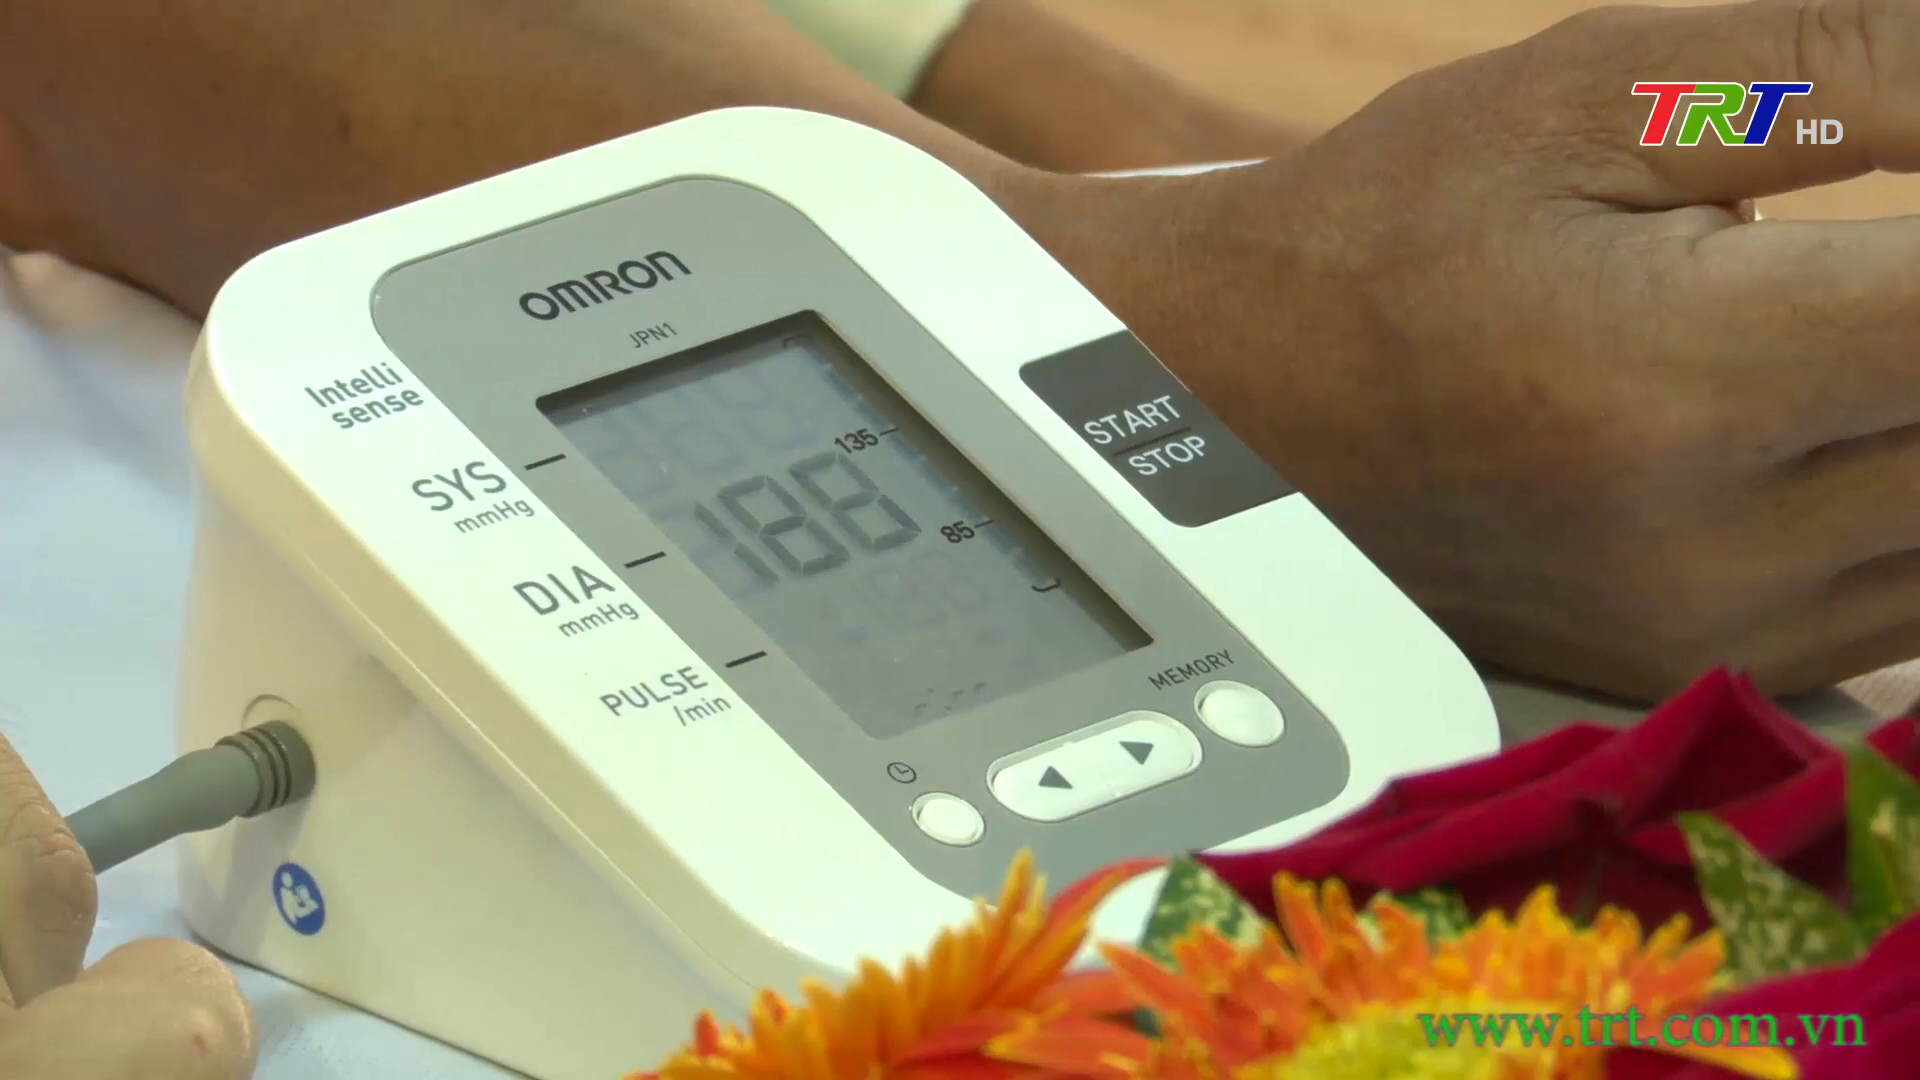 TRT HD
OMRON
JPN1
Intelli
sense
START
STOP
135
SYS
mmHg
188
85
DIA
mmHg
MEMORY
PULSE
/min
www.trt.com.vn